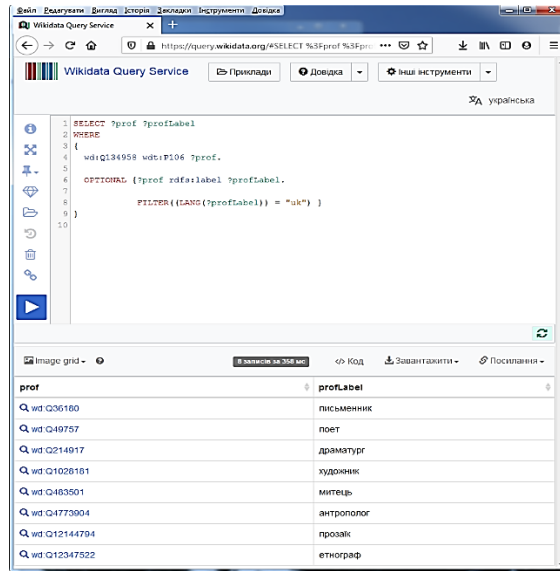 Файл Редагувати Вигляд Історія Закладки Інструменти Довідка
Wikidata Query Service
https://query.wikidata.org/#SELECT %3Fprof %3Fpro
Wikidata Query Service Приклади Довідка Інші інструменти
українська
1 SELECT ?prof ?profLabel
2 WHERE
3 {
4 wd:Q134958 wdt:P106 ?prof.
5
6 OPTIONAL {?prof rdfs:label ?profLabel.
7
8 FILTER((LANG(?profLabel)) = "uk") }
9 }
10
Image grid 8 записів за 358 мс </> Код Завантажити Посилання
prof profLabel
wd:Q36180 письменник
wd:Q49757 поет
wd:Q214917 драматург
wd:Q1028181 художник
wd:Q483501 митець
wd:Q4773904 антрополог
wd:Q12144794 прозаїк
wd:Q12347522 етнограф